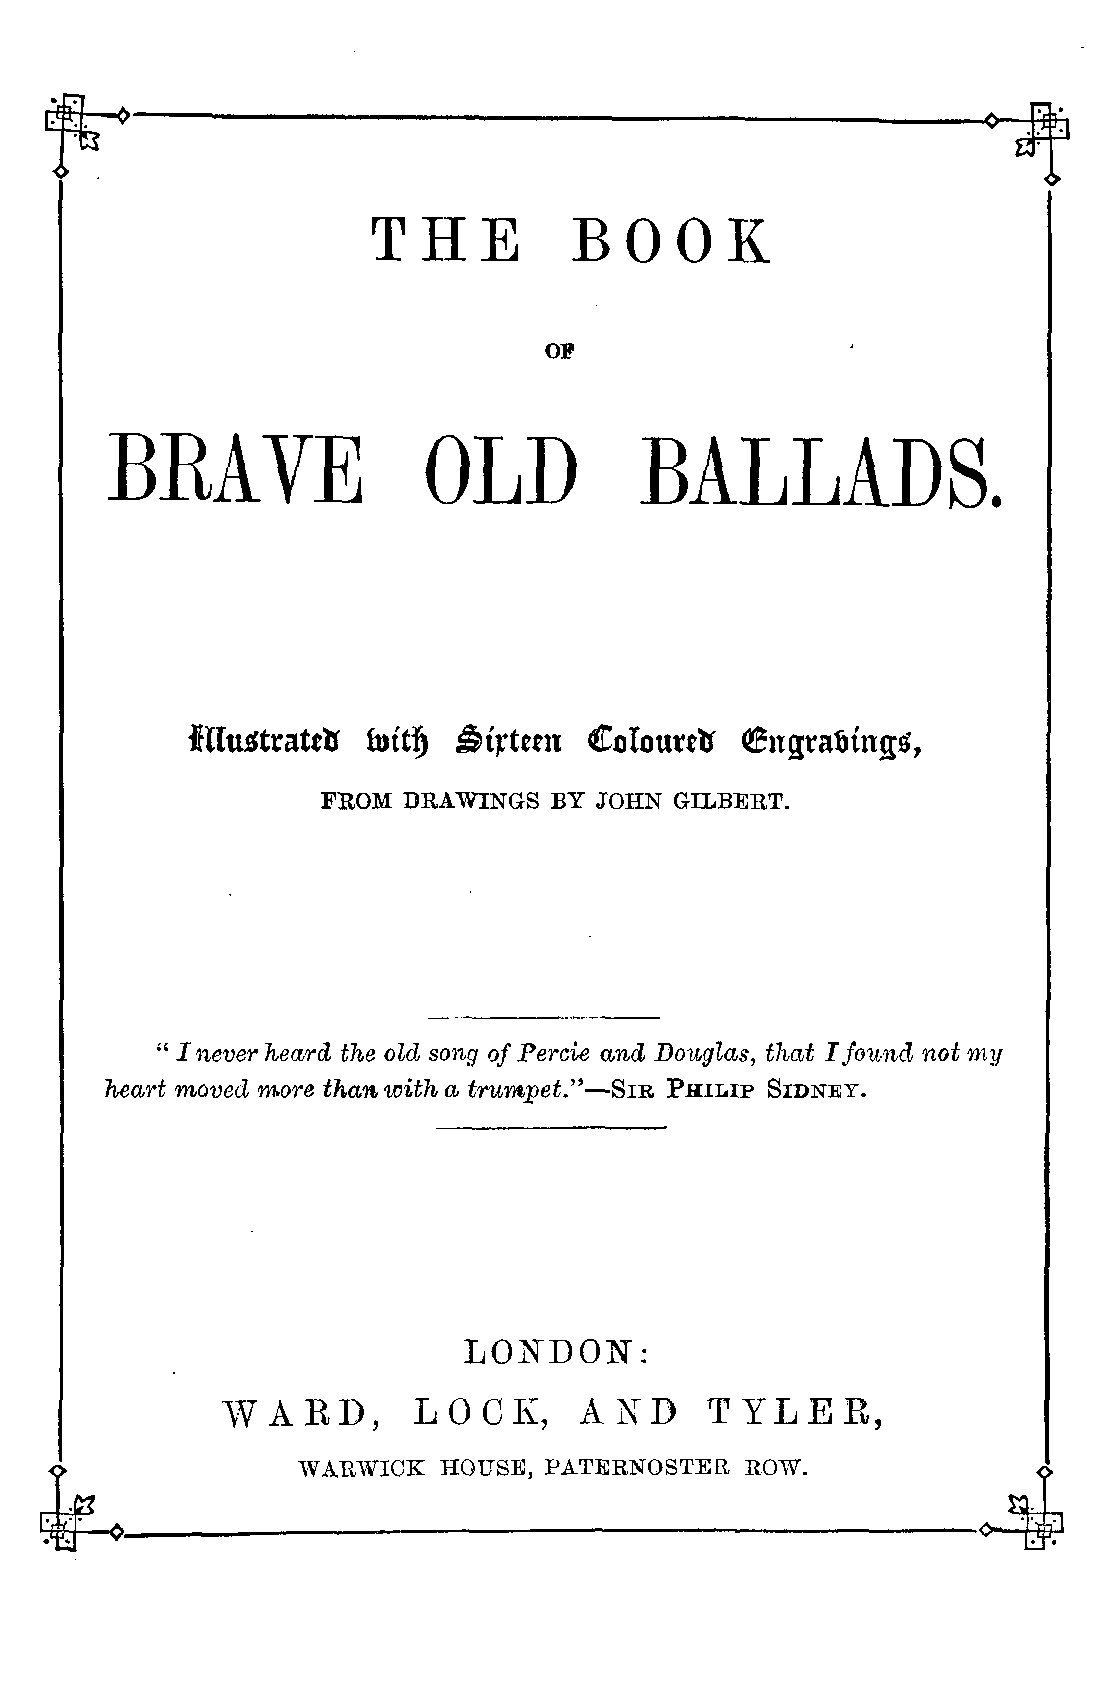 THE BOOK
OF
BRAVE OLD BALLADS.
Illustrated with Sixteen Coloured Engravings,
FROM DRAWINGS BY JOHN GILBERT.
“ I never heard the old song of Percie and Douglas, that I found not my
heart moved more than with a trumpet.”—SIR PHILIP SIDNEY.
LONDON:
WARD, LOCK, AND TYLER,
WARWICK HOUSE, PATERNOSTER ROW.